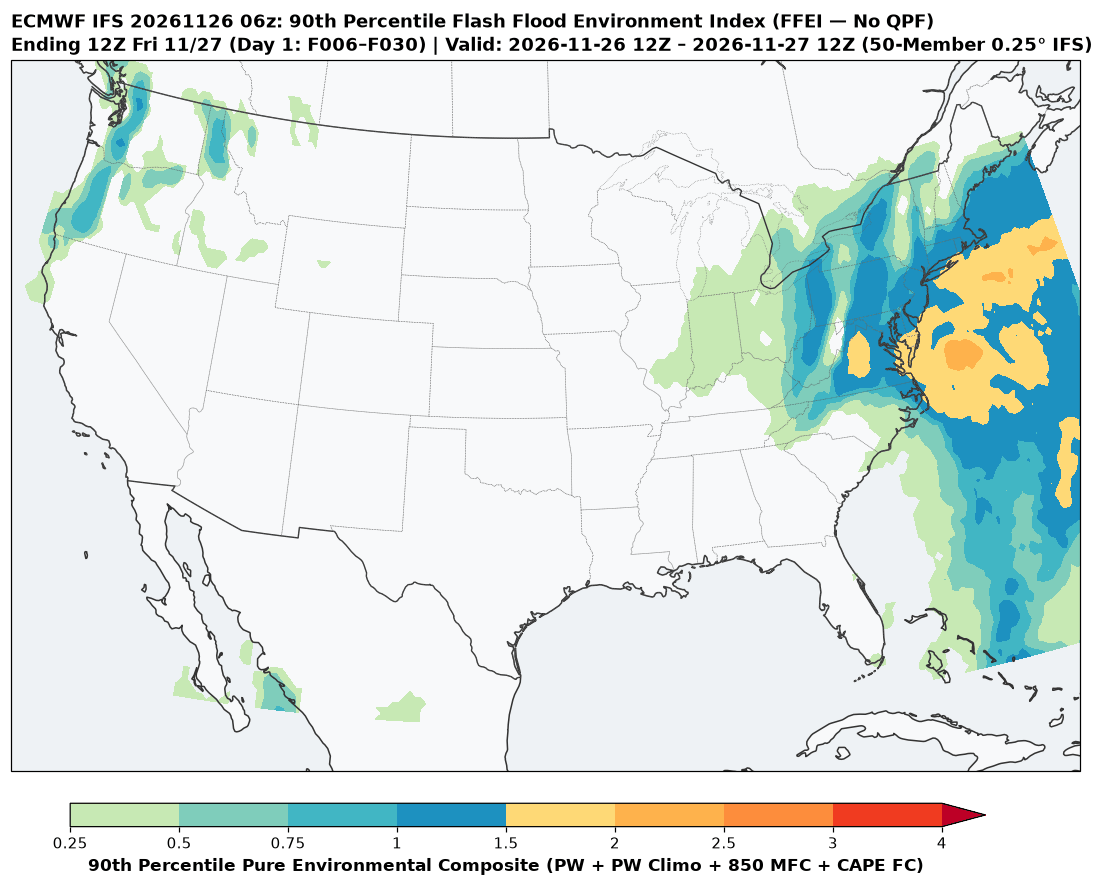 ECMWF IFS 20261126 06z: 90th Percentile Flash Flood Environment Index (FFEI — No QPF)
Ending 12Z Fri 11/27 (Day 1: F006–F030) | Valid: 2026-11-26 12Z – 2026-11-27 12Z (50-Member 0.25° IFS)
0.25 0.5 0.75 1 1.5 2 2.5 3 4
90th Percentile Pure Environmental Composite (PW + PW Climo + 850 MFC + CAPE FC)